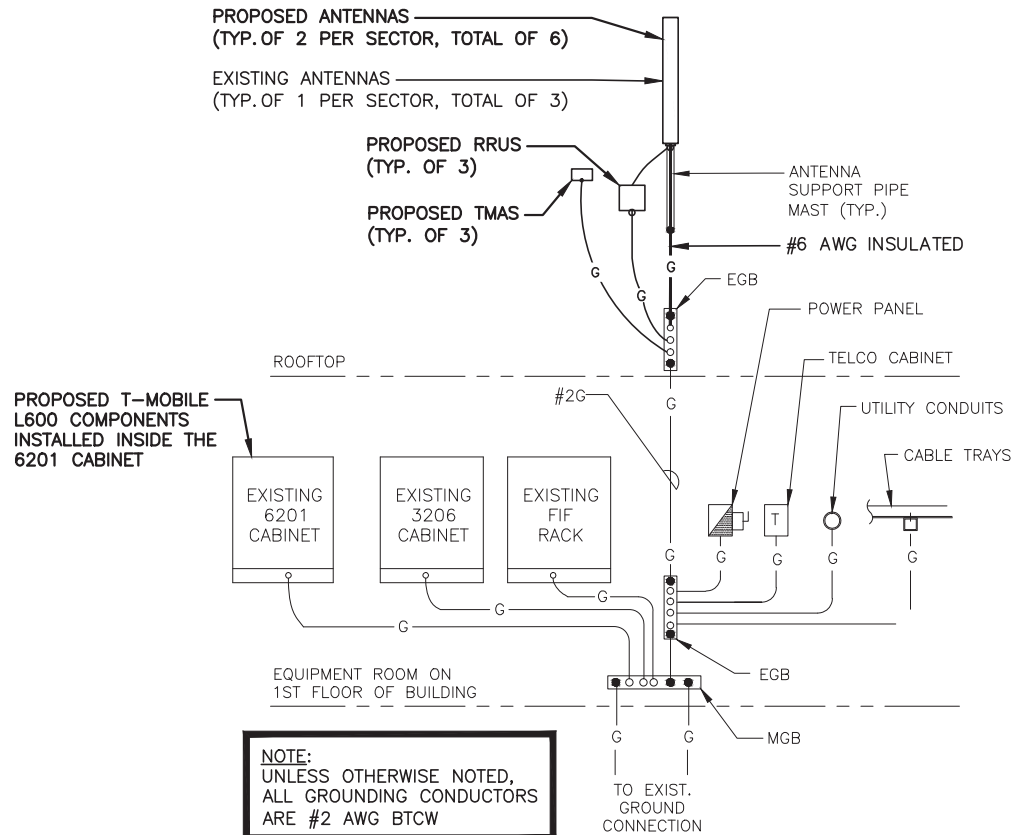 PROPOSED ANTENNAS
(TYP. OF 2 PER SECTOR, TOTAL OF 6)
EXISTING ANTENNAS
(TYP. OF 1 PER SECTOR, TOTAL OF 3)
PROPOSED RRUS
(TYP. OF 3)
PROPOSED TMAS
(TYP. OF 3)
ANTENNA
SUPPORT PIPE
MAST (TYP.)
#6 AWG INSULATED
G
G
G
EGB
POWER PANEL
TELCO CABINET
UTILITY CONDUITS
CABLE TRAYS
ROOFTOP
#2G
G
PROPOSED T-MOBILE
L600 COMPONENTS
INSTALLED INSIDE THE
6201 CABINET
EXISTING
6201
CABINET
EXISTING
3206
CABINET
EXISTING
FIF
RACK
T
G
G
G
G
G
G
G
G
EGB
EQUIPMENT ROOM ON
1ST FLOOR OF BUILDING
MGB
G
G
TO EXIST.
GROUND
CONNECTION
NOTE:
UNLESS OTHERWISE NOTED,
ALL GROUNDING CONDUCTORS
ARE #2 AWG BTCW